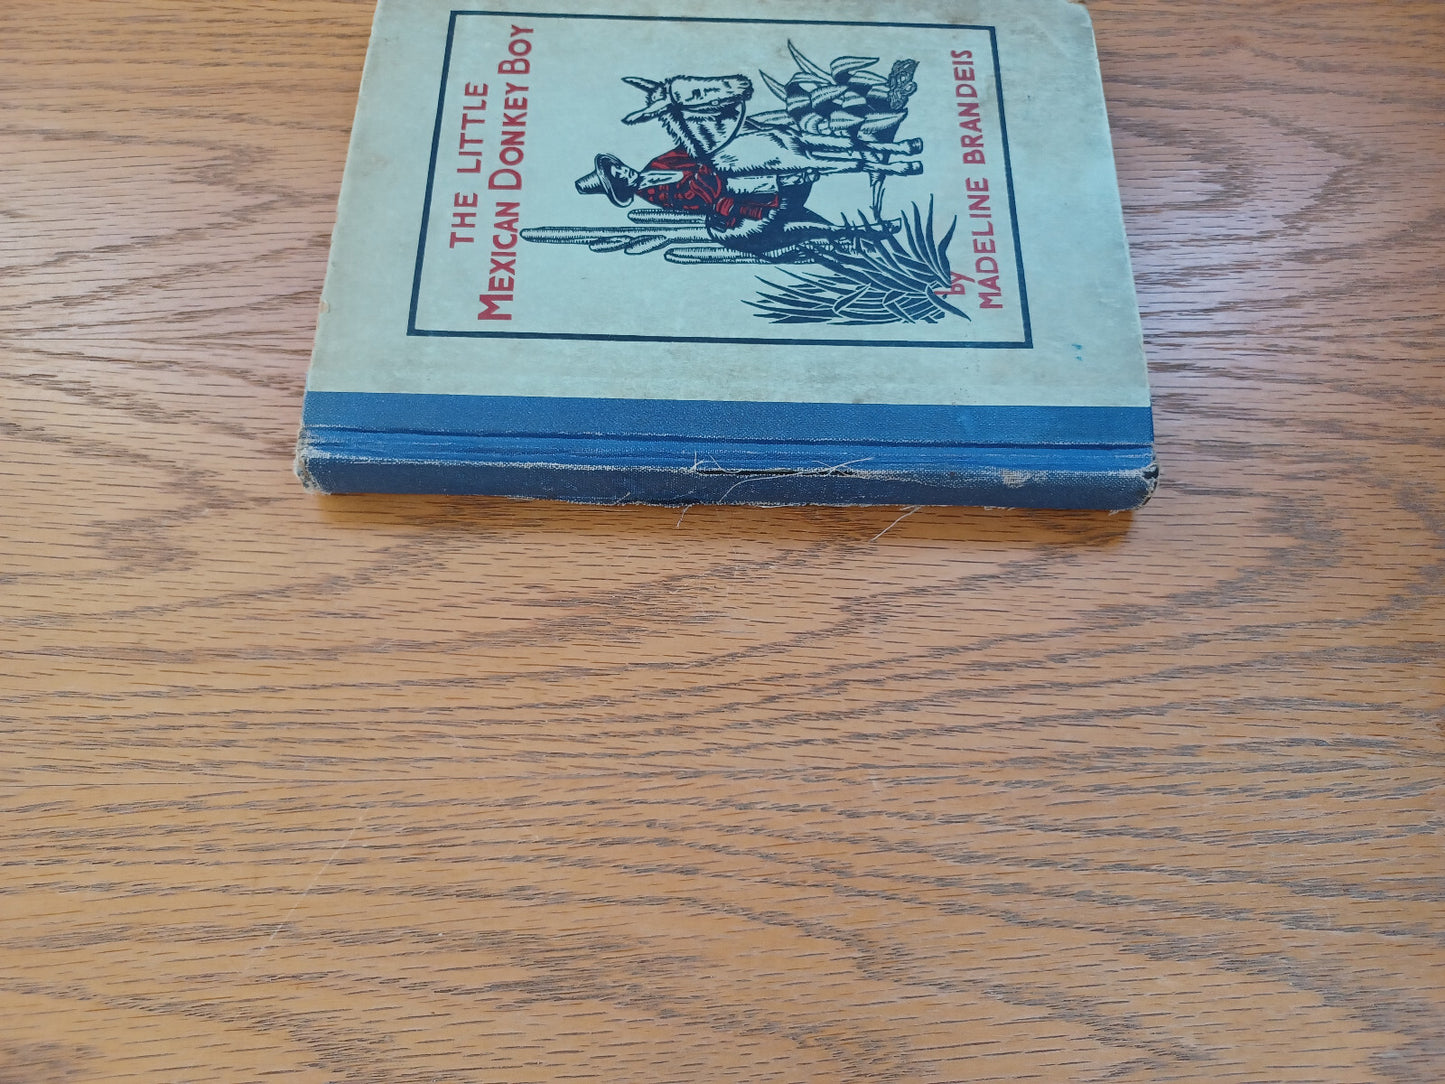 THE LITTLE
MEXICAN DONKEY BOY
by
MADELINE BRANDEIS